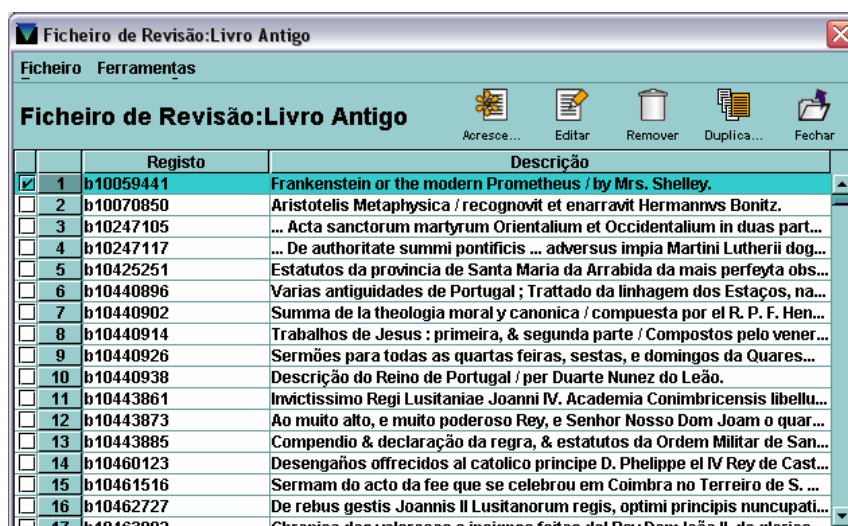 Ficheiro de Revisão:Livro Antigo
Ficheiro Ferramentas
Ficheiro de Revisão:Livro Antigo
Acresce... Editar Remover Duplica... Fechar
Registo Descrição
1 b10059441 Frankenstein or the modern Prometheus / by Mrs. Shelley.
2 b10070850 Aristotelis Metaphysica / recognovit et enarravit Hermannvs Bonitz.
3 b10247105 ... Acta sanctorum martyrum Orientalium et Occidentalium in duas part...
4 b10247117 ... De authoritate summi pontificis ... adversus impia Martini Lutherii dog...
5 b10425251 Estatutos da provincia de Santa Maria da Arrabida da mais perfeyta obs...
6 b10440896 Varias antiguidades de Portugal ; Trattado da linhagem dos Estaços, na...
7 b10440902 Summa de la theologia moral y canonica / compuesta por el R. P. F. Hen...
8 b10440914 Trabalhos de Jesus : primeira, & segunda parte / Compostos pelo vener...
9 b10440926 Sermões para todas as quartas feiras, sestas, e domingos da Quares...
10 b10440938 Descrição do Reino de Portugal / per Duarte Nunez do Leão.
11 b10443861 Invictissimo Regi Lusitaniae Joanni IV. Academia Conimbricensis libellu...
12 b10443873 Ao muito alto, e muito poderoso Rey, e Senhor Nosso Dom Joam o quar...
13 b10443885 Compendio & declaração da regra, & estatutos da Ordem Militar de San...
14 b10460123 Desengaños offrecidos al catolico principe D. Phelippe el IV Rey de Cast...
15 b10461516 Sermam do acto da fee que se celebrou em Coimbra no Terreiro de S. ...
16 b10462727 De rebus gestis Joannis II Lusitanorum regis, optimi principis nuncupati...
17